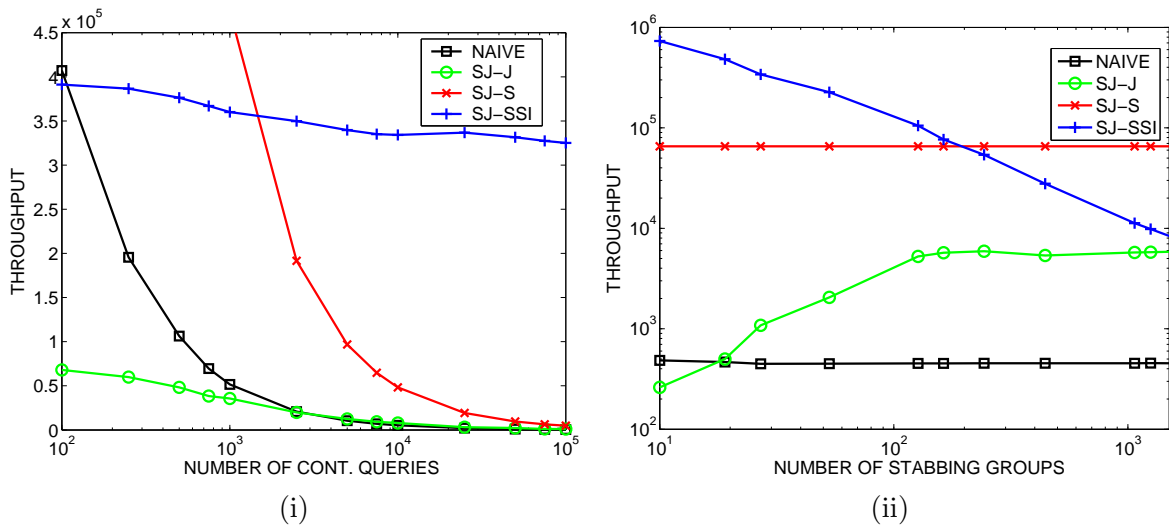 x 10^5
4.5
4
3.5
3
2.5
2
1.5
1
0.5
0
THROUGHPUT
10^2
10^3
10^4
10^5
NUMBER OF CONT. QUERIES
NAIVE
SJ-J
SJ-S
SJ-SSI
(i)
10^6
10^5
10^4
10^3
10^2
THROUGHPUT
10^1
10^2
10^3
NUMBER OF STABBING GROUPS
NAIVE
SJ-J
SJ-S
SJ-SSI
(ii)